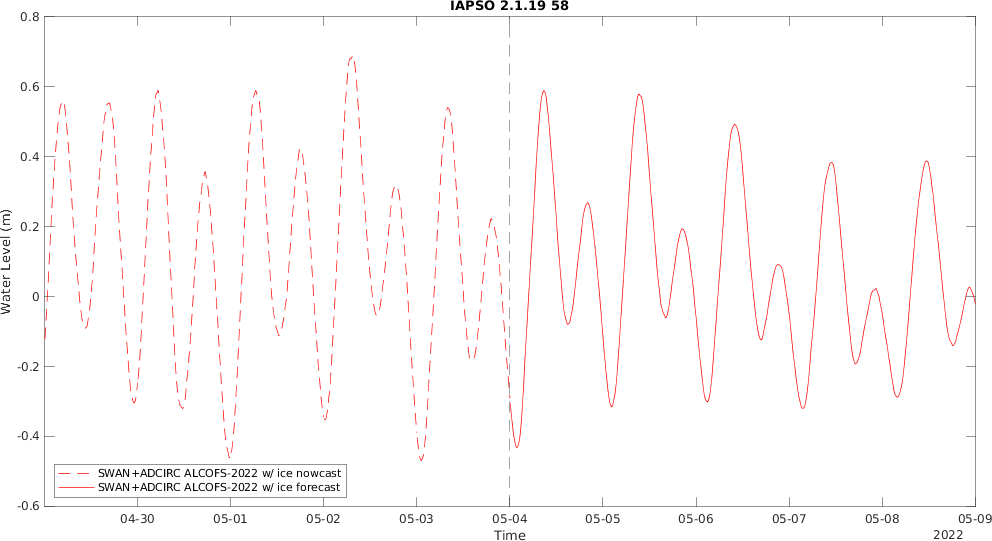 IAPSO 2.1.19 58
Water Level (m)
0.8
0.6
0.4
0.2
0
-0.2
-0.4
-0.6
SWAN+ADCIRC ALCOFS-2022 w/ ice nowcast
SWAN+ADCIRC ALCOFS-2022 w/ ice forecast
04-30 05-01 05-02 05-03 05-04 05-05 05-06 05-07 05-08 05-09
Time
2022